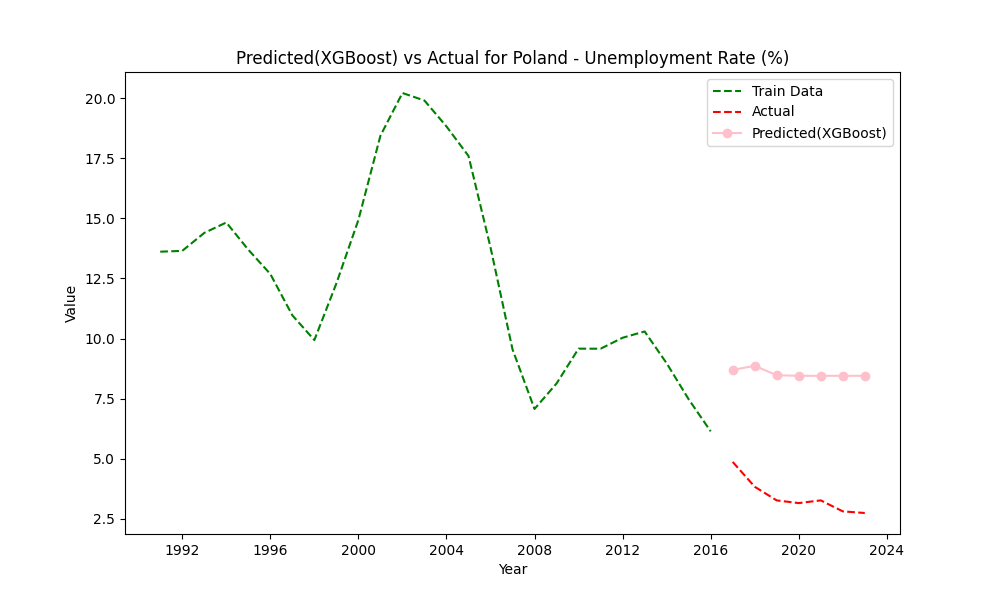 Predicted(XGBoost) vs Actual for Poland - Unemployment Rate (%)
Train Data
Actual
Predicted(XGBoost)
20.0
17.5
15.0
12.5
10.0
7.5
5.0
2.5
Value
1992 1996 2000 2004 2008 2012 2016 2020 2024
Year